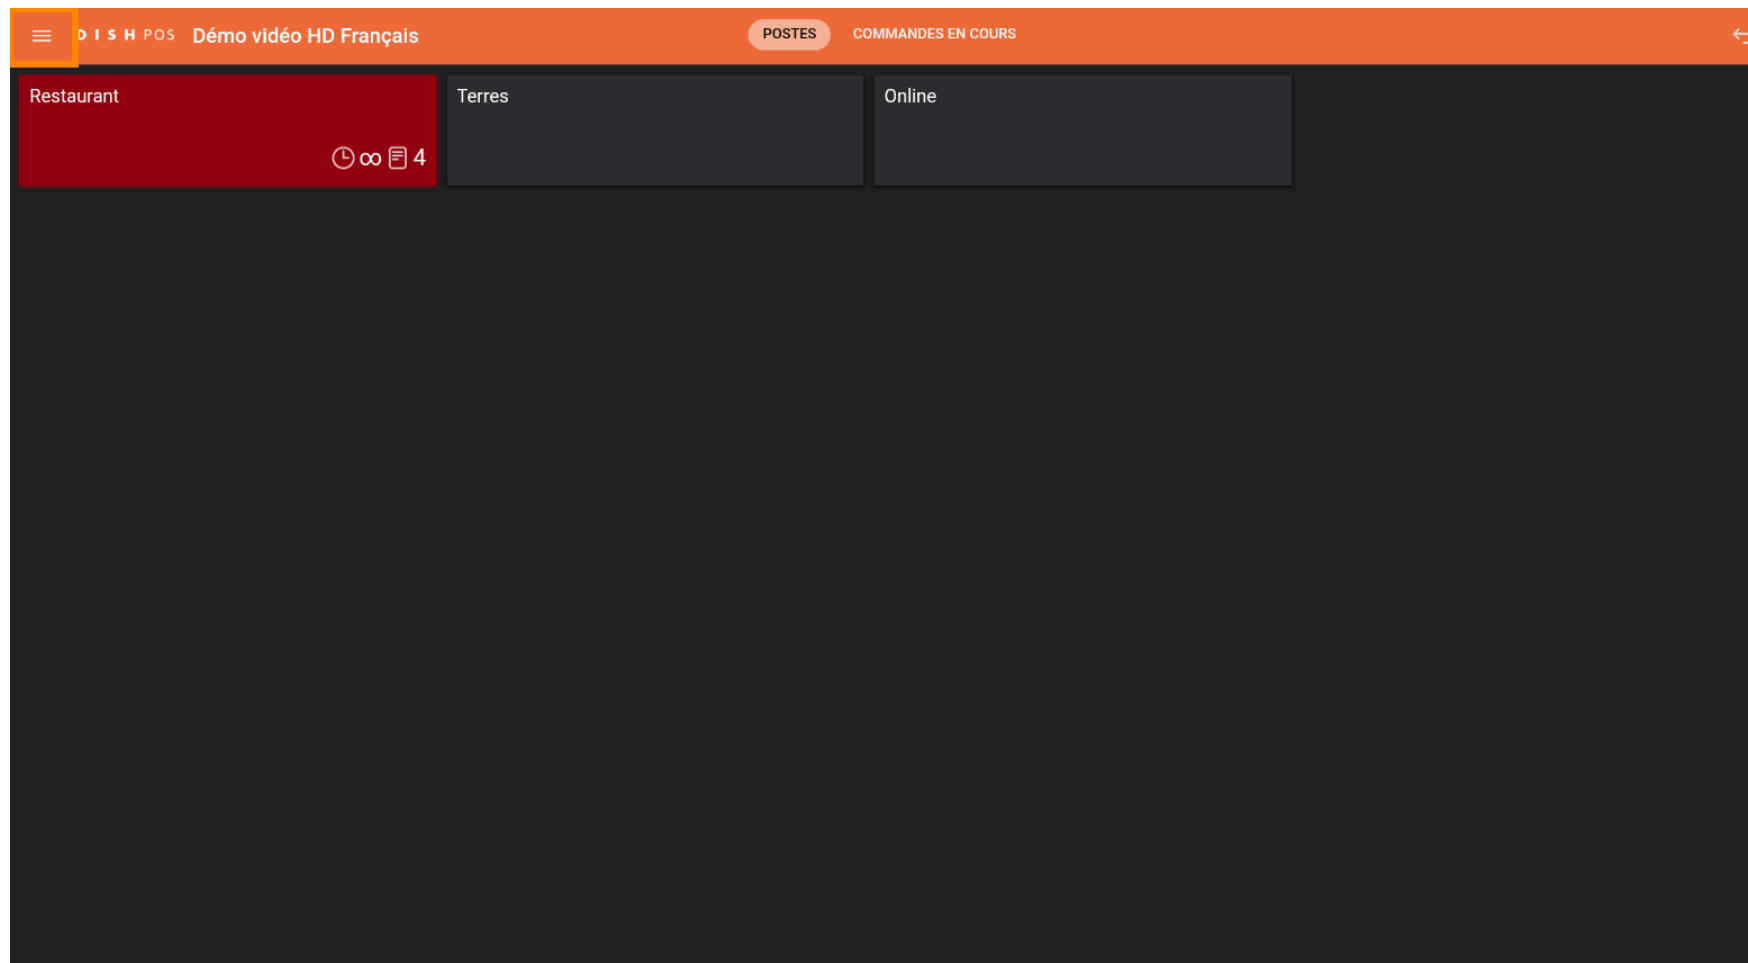 DISH POS Démo vidéo HD Français POSTES COMMANDES EN COURS
Restaurant Terres Online
∞ 4